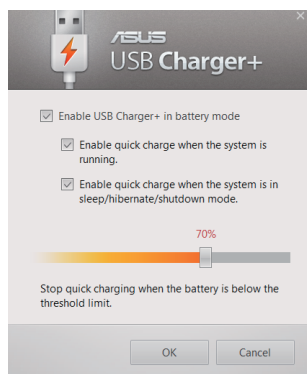 ASUS
USB Charger+
Enable USB Charger+ in battery mode
Enable quick charge when the system is
running.
Enable quick charge when the system is in
sleep/hibernate/shutdown mode.
70%
Stop quick charging when the battery is below the
threshold limit.
OK
Cancel